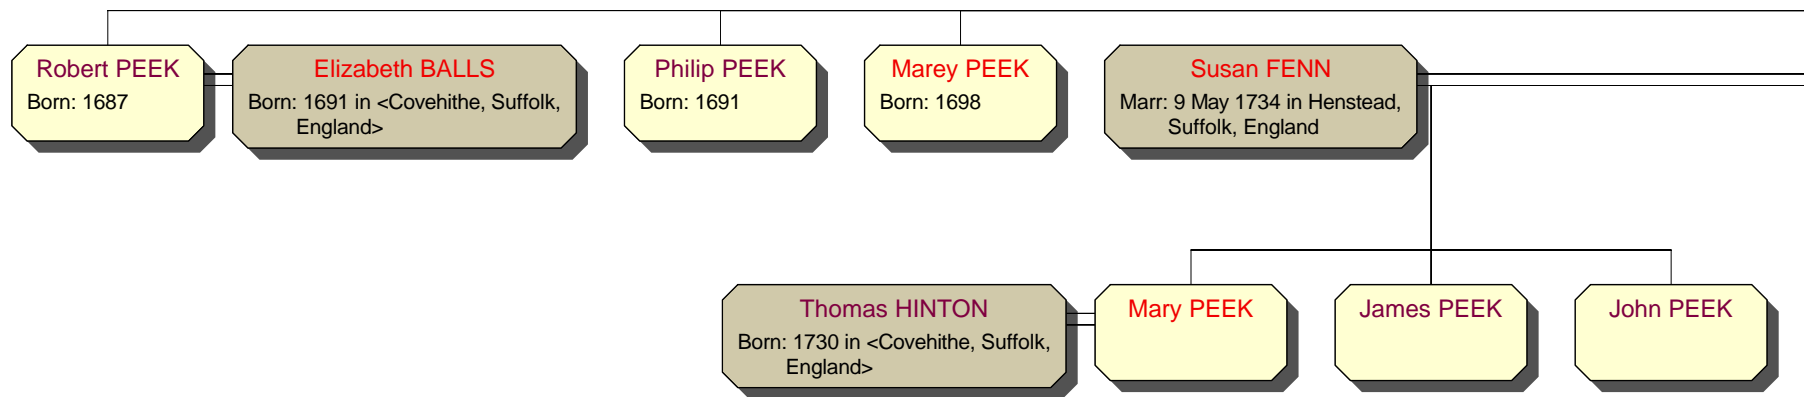 Robert PEEK
Born: 1687
Elizabeth BALLS
Born: 1691 in <Covehithe, Suffolk,
England>
Philip PEEK
Born: 1691
Marey PEEK
Born: 1698
Susan FENN
Marr: 9 May 1734 in Henstead,
Suffolk, England
Thomas HINTON
Born: 1730 in <Covehithe, Suffolk,
England>
Mary PEEK
James PEEK
John PEEK